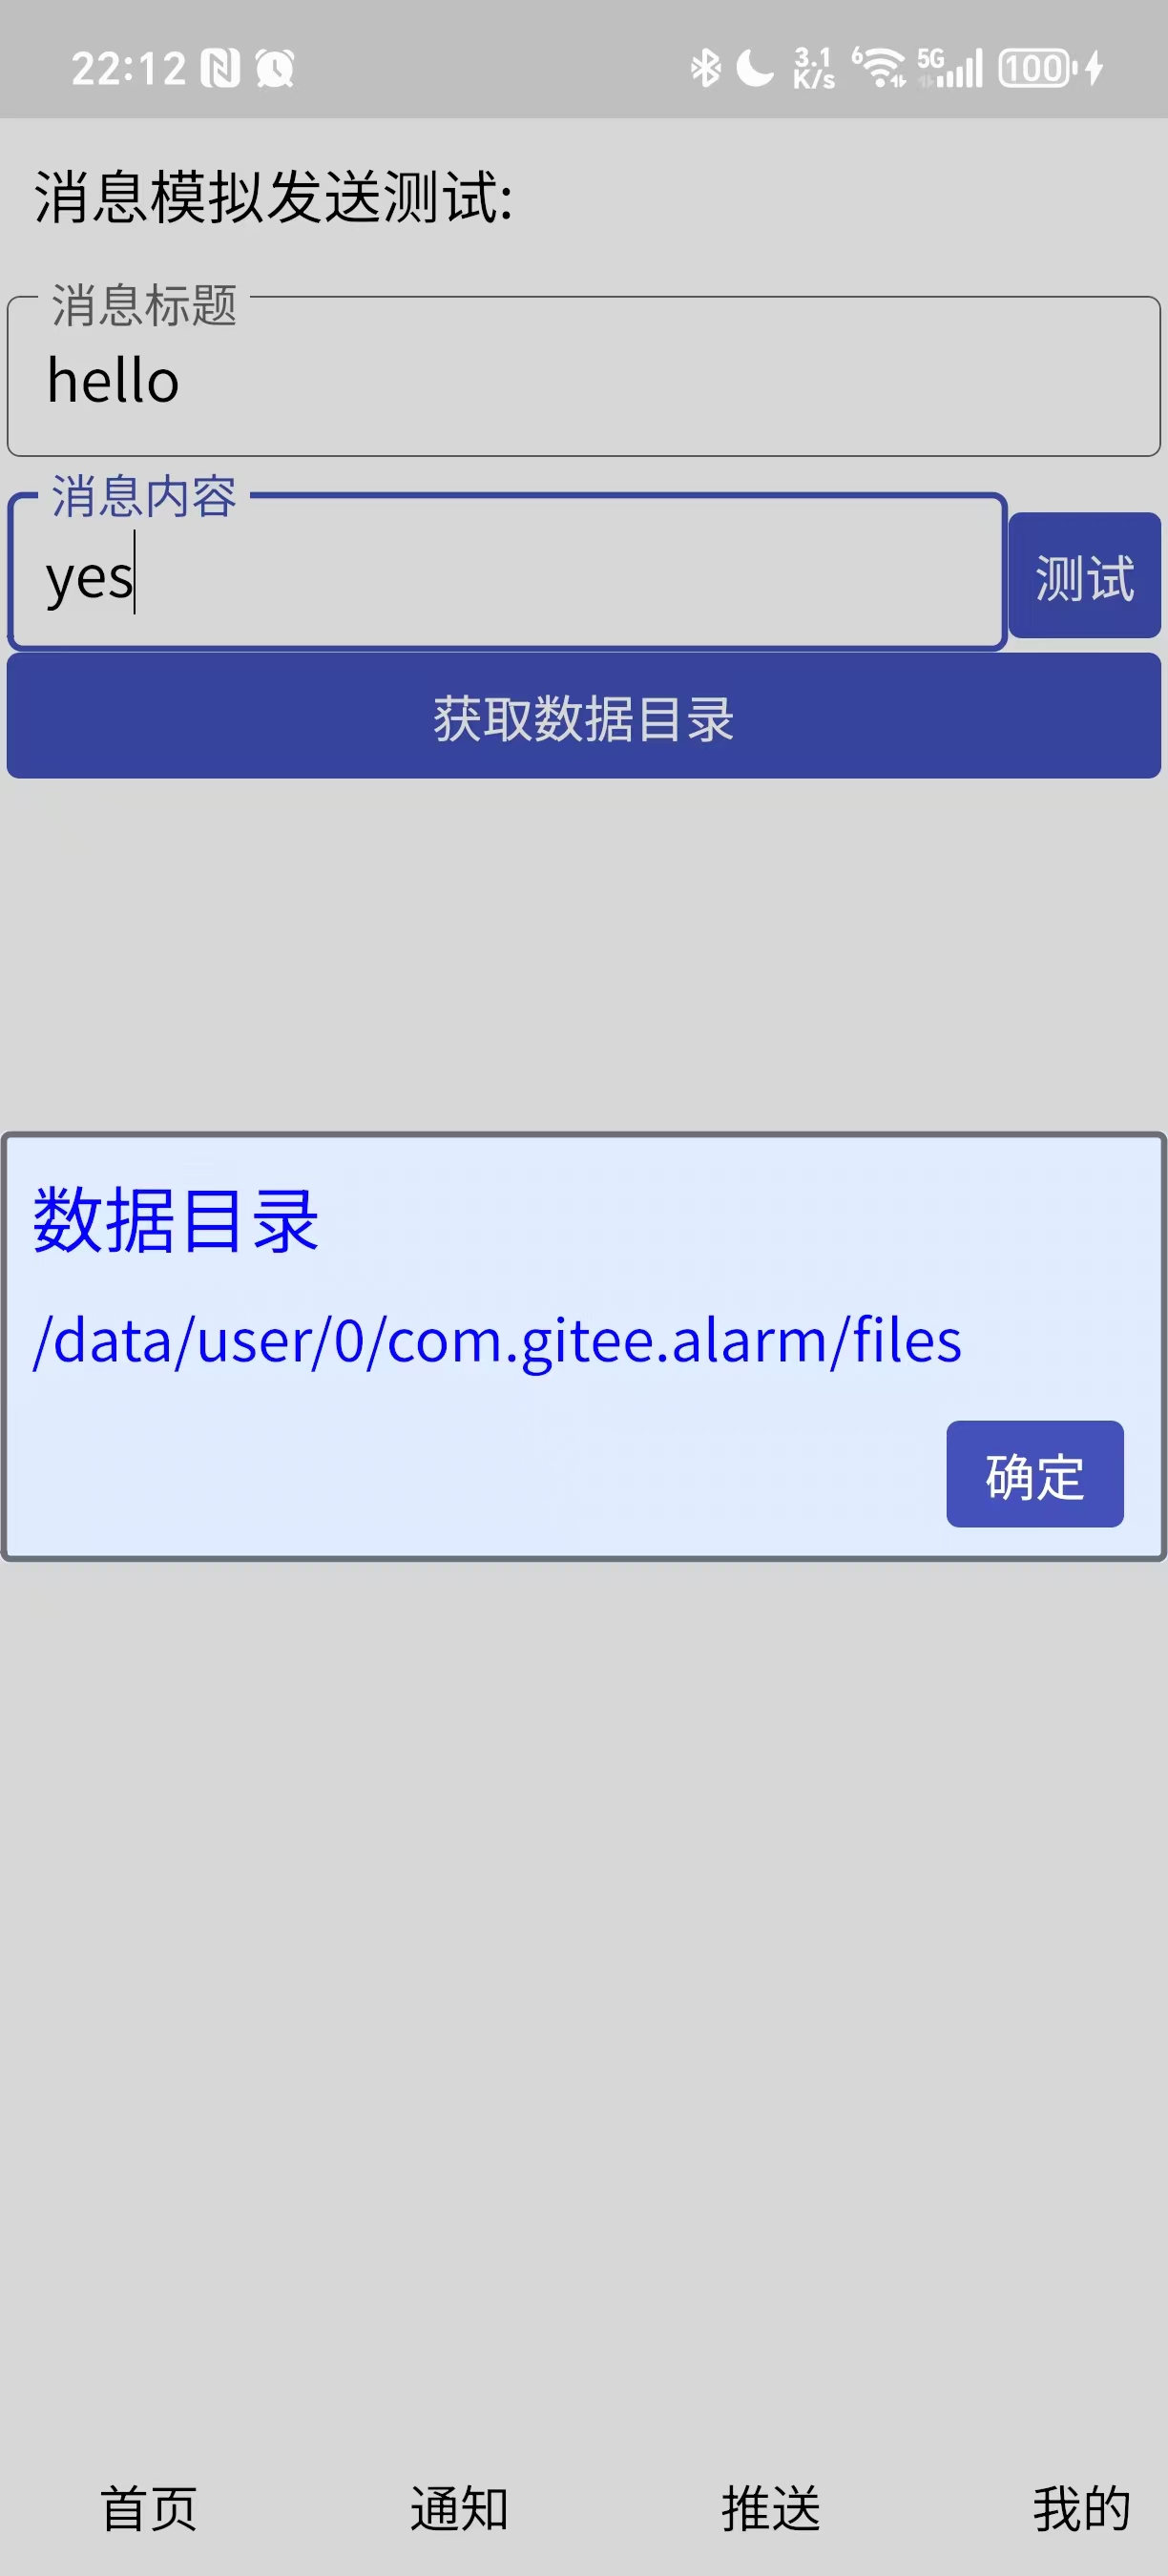 22:12
3.1 K/s 6 5G 100
消息模拟发送测试:
消息标题
hello
消息内容
yes
测试
获取数据目录
数据目录
/data/user/0/com.gitee.alarm/files
确定
首页 通知 推送 我的